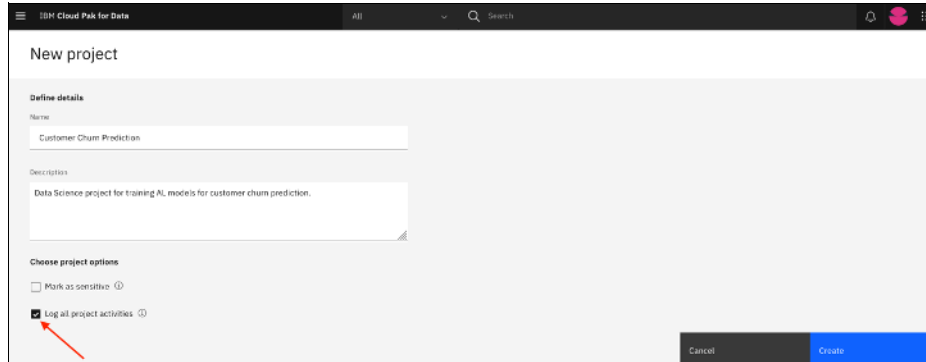 IBM Cloud Pak for Data
All
Search
New project
Define details
Name
Customer Churn Prediction
Description
Data Science project for training AI models for customer churn prediction.
Choose project options
Mark as sensitive
Log all project activities
Cancel
Create